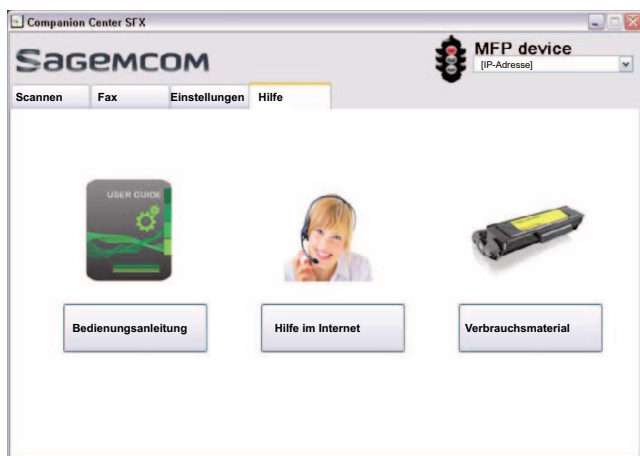 Companion Center SFX
Sagemcom
MFP device
[IP-Adresse]
Scannen Fax Einstellungen Hilfe
USER GUIDE
Bedienungsanleitung Hilfe im Internet Verbrauchsmaterial